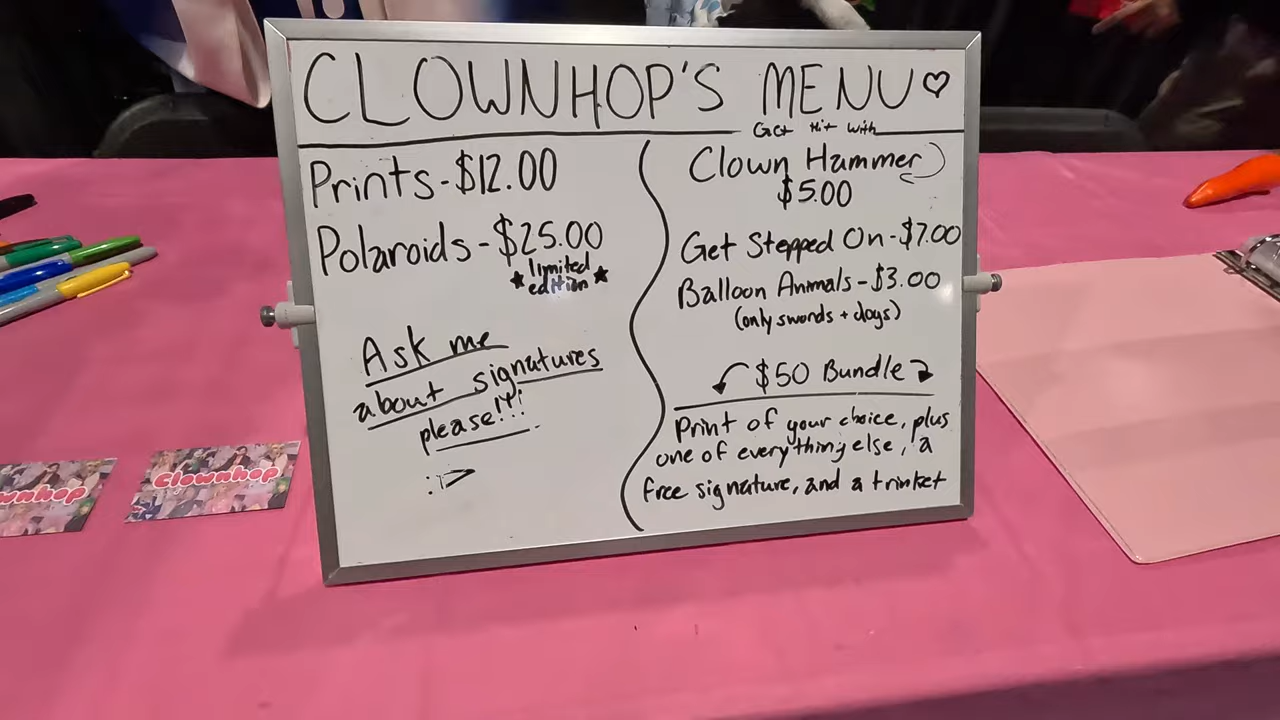 CLOWNHOP'S MENU♡
Prints-$12.00
Polaroids-$25.00
★limited★
edition
Ask me
about signatures
please!!!
:D
Get Hit With
Clown Hammer
$5.00
Get Stepped On-$7.00
Balloon Animals-$3.00
(only swords + dogs)
$50 Bundle
Print of your choice, plus
one of everything else, a
free signature, and a trinket
wnhop
Clownhop